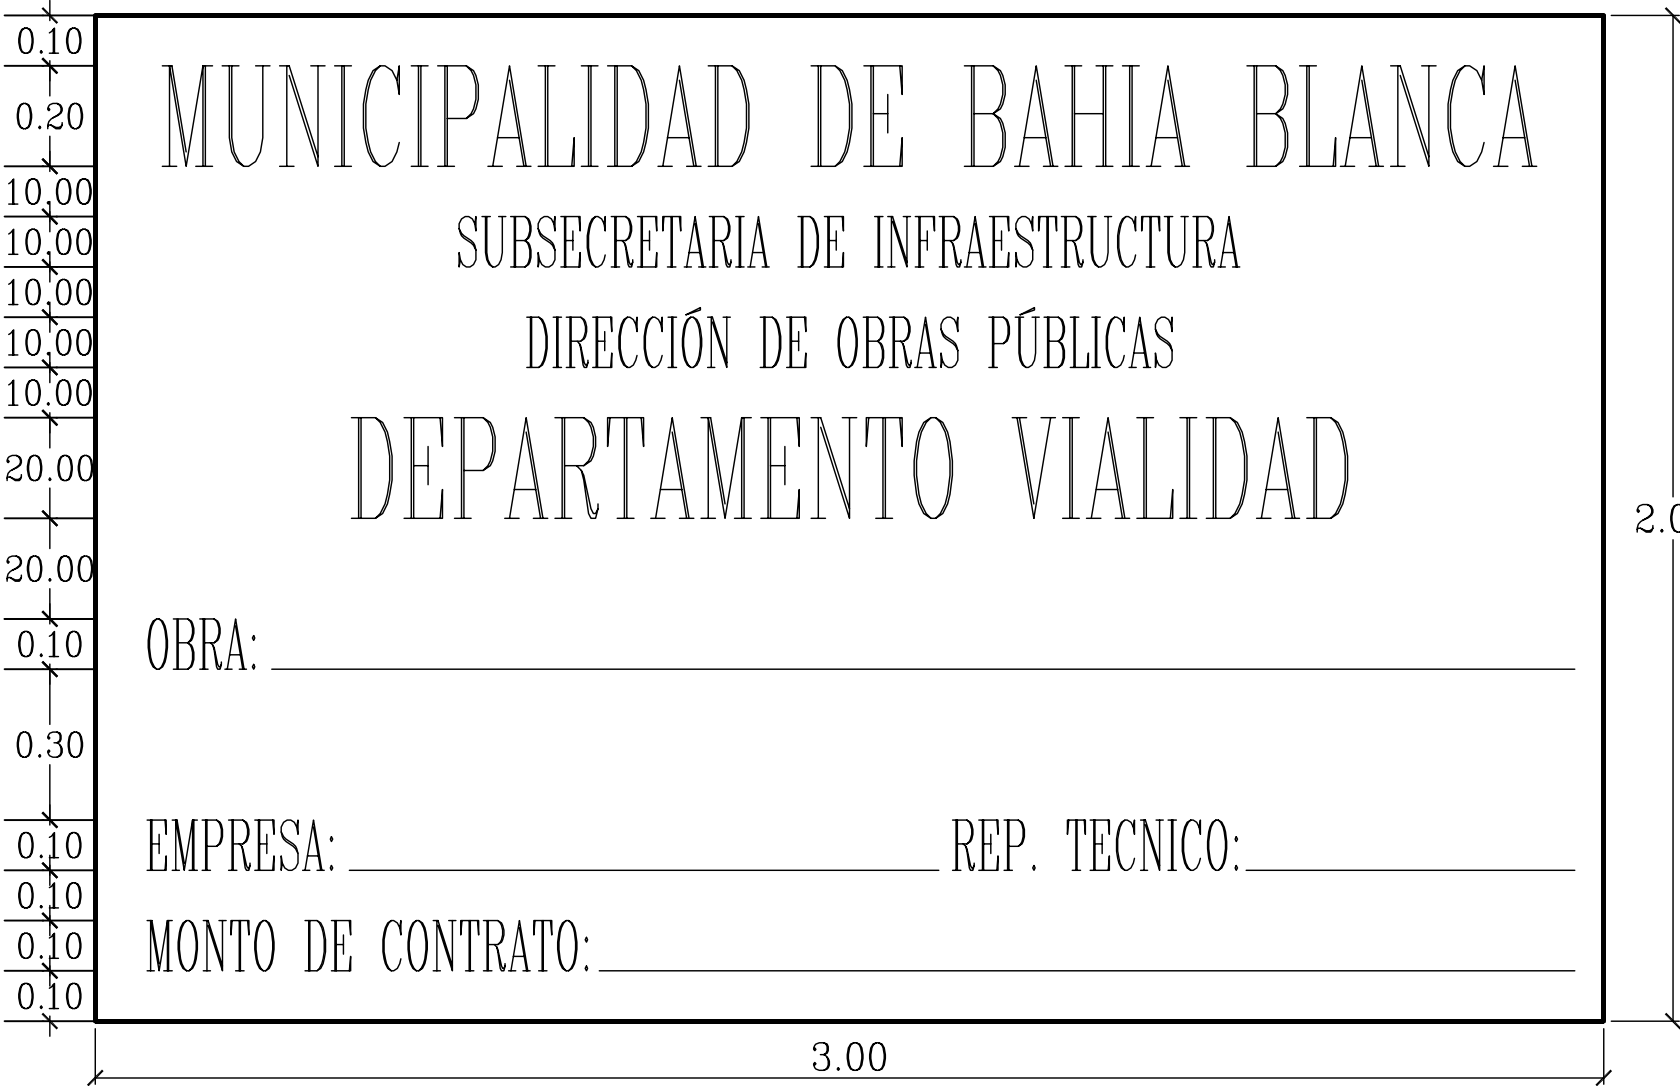 0.10
MUNICIPALIDAD DE BAHIA BLANCA
0.20
10.00
SUBSECRETARIA DE INFRAESTRUCTURA
10.00
10.00
DIRECCIÓN DE OBRAS PÚBLICAS
10.00
10.00
DEPARTAMENTO VIALIDAD
20.00
2.0
20.00
OBRA:
0.10
0.30
EMPRESA: REP. TECNICO:
0.10
0.10
MONTO DE CONTRATO:
0.10
0.10
3.00